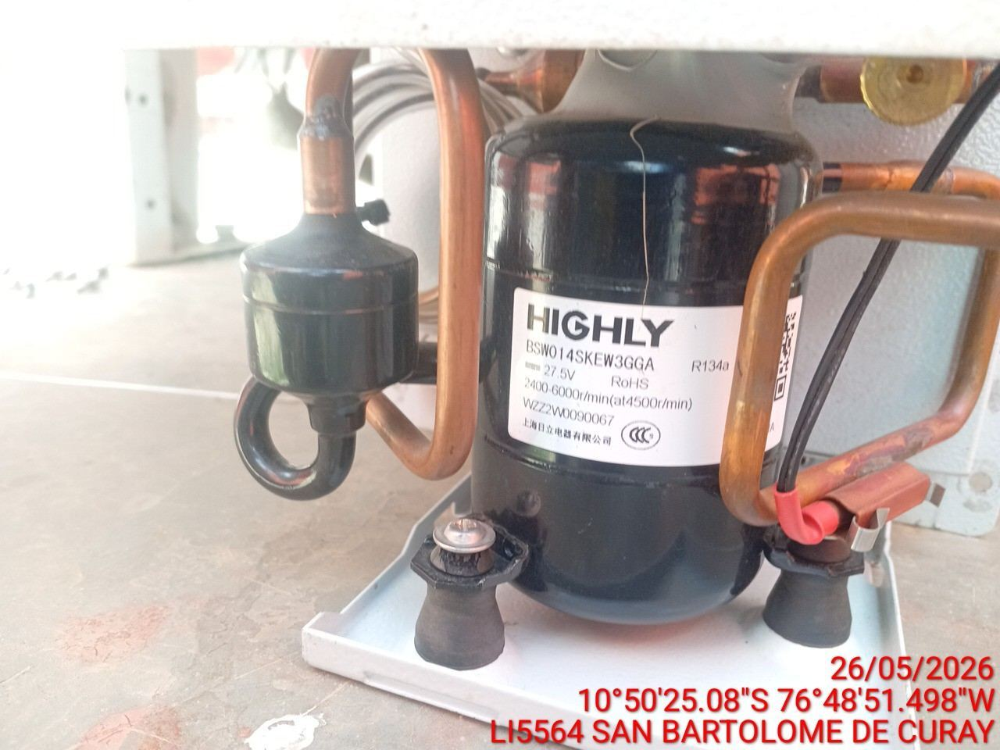 HIGHLY
BSW014SKEW3GGA R134a
27.5V RoHS
2400-6000r/min(at4500r/min)
WZZ2W0090067
上海日立电器有限公司 CCC S
A
26/05/2026
10°50'25.08"S 76°48'51.498"W
LI5564 SAN BARTOLOME DE CURAY